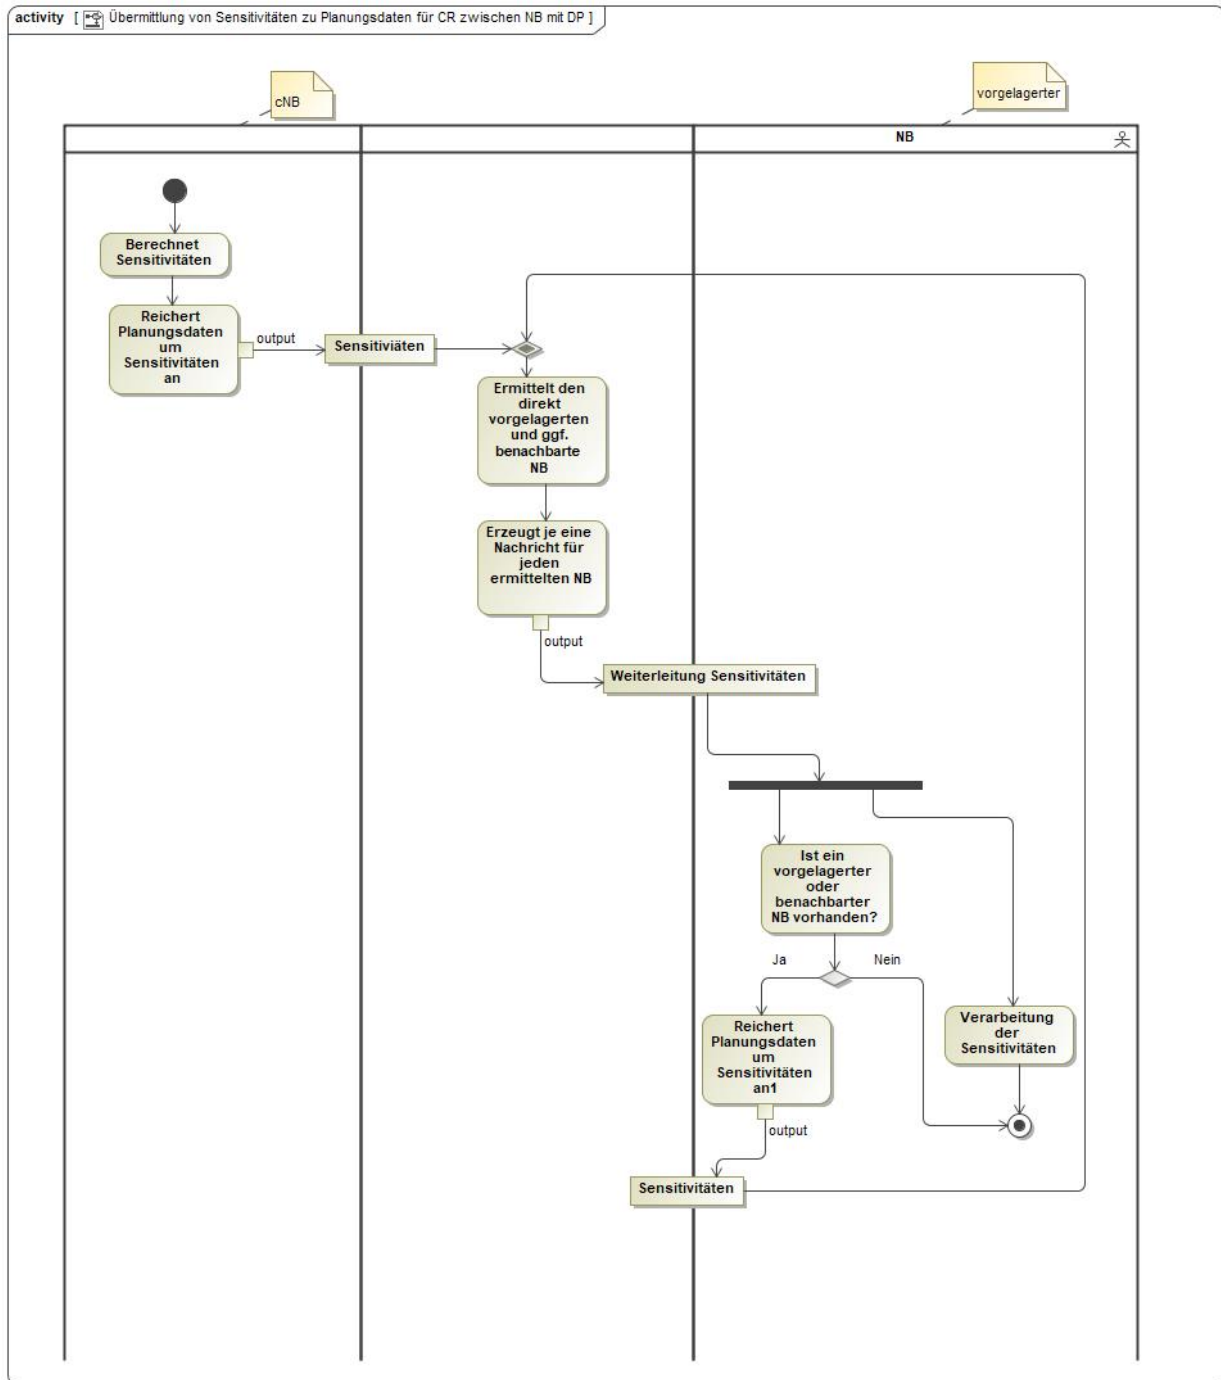 activity [ Übermittlung von Sensitivitäten zu Planungsdaten für CR zwischen NB mit DP ]
cNB
vorgelagerter
NB
Berechnet
Sensitivitäten
Reichert
Planungsdaten
um
Sensitivitäten
an
output
Sensitiviäten
Ermittelt den
direkt
vorgelagerten
und ggf.
benachbarte
NB
Erzeugt je eine
Nachricht für
jeden
ermittelten NB
output
Weiterleitung Sensitivitäten
Ist ein
vorgelagerter
oder
benachbarter
NB vorhanden?
Ja
Nein
Reichert
Planungsdaten
um
Sensitivitäten
an1
Verarbeitung
der
Sensitivitäten
output
Sensitivitäten